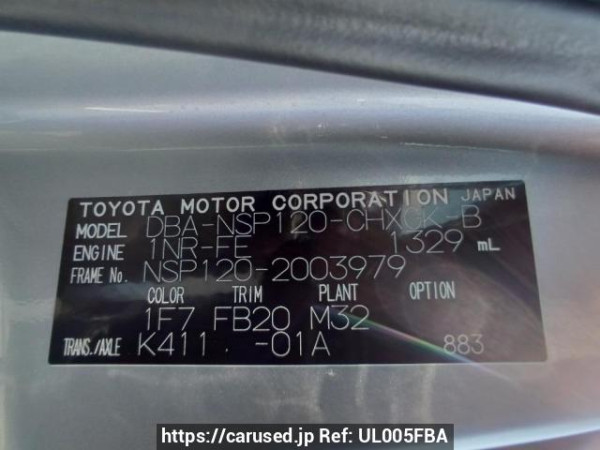 TOYOTA MOTOR CORPORATION JAPAN
MODEL DBA-NSP120-CHXCK-B
ENGINE 1NR-FE 1329 mL
FRAME No. NSP120-2003979
COLOR TRIM PLANT OPTION
1F7 FB20 M32
TRANS./AXLE K411 -01A 883
https://carused.jp Ref: UL005FBA